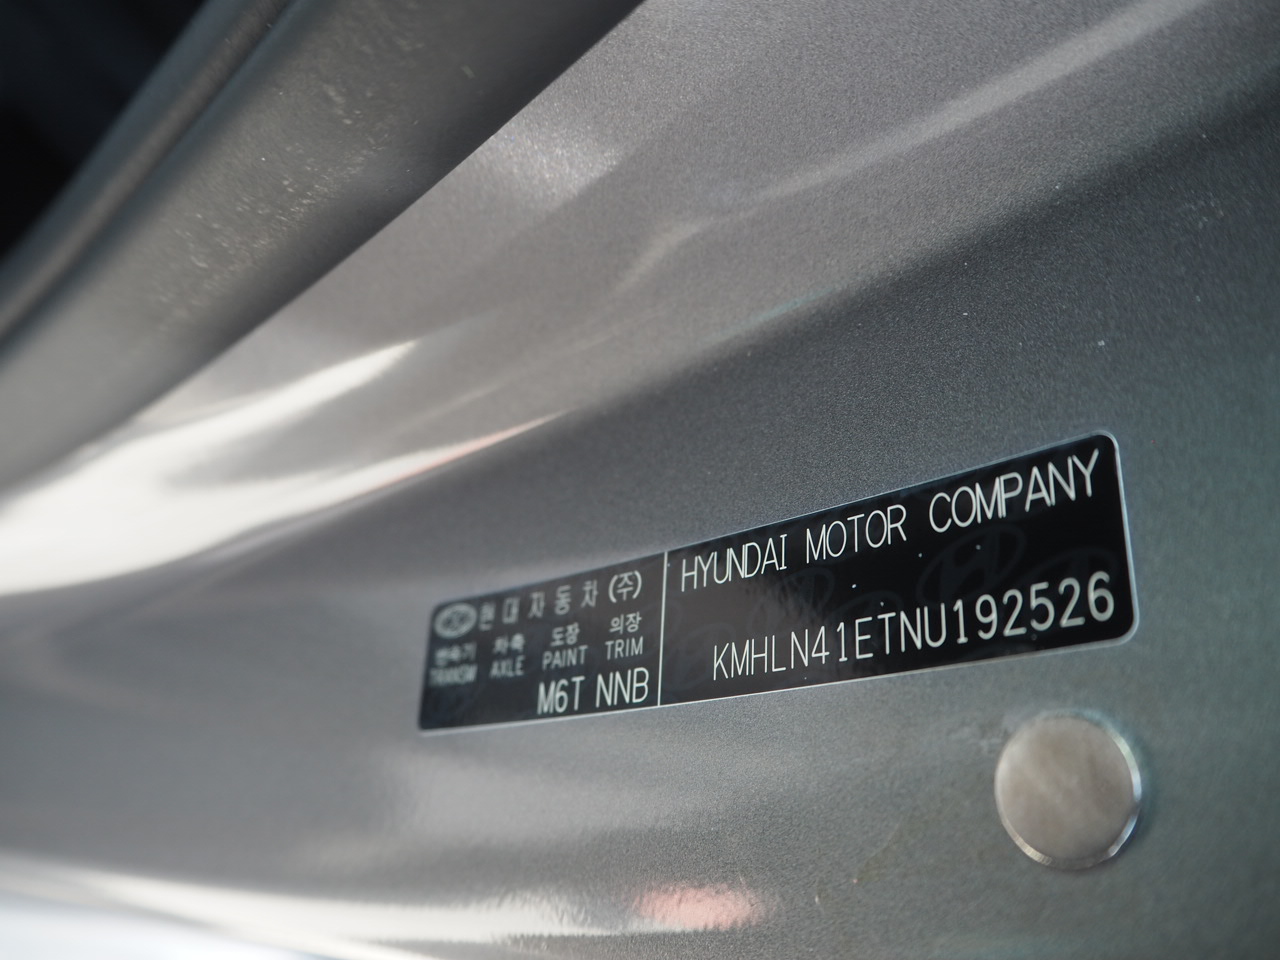 현대자동차(주)
변속기 차축 도장 의장
TRANSM AXLE PAINT TRIM
M6T NNB
HYUNDAI MOTOR COMPANY
KMHLN41ETNU192526